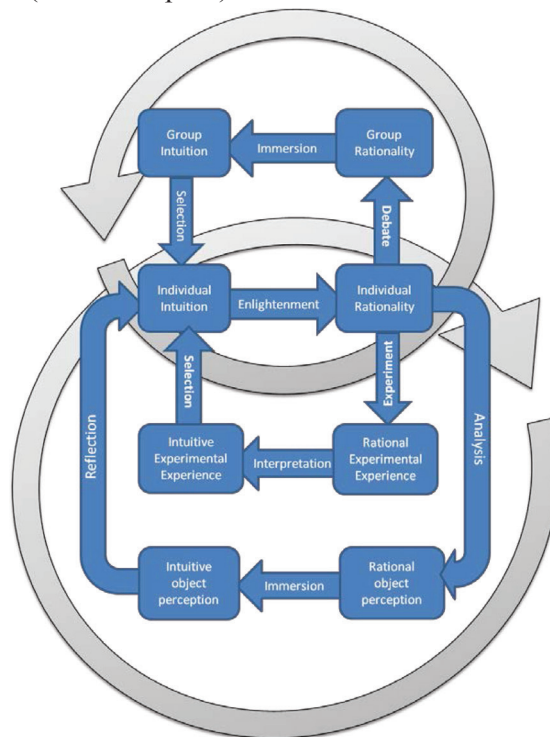 Group
Intuition
Immersion
Group
Rationality
Selection
Debate
Individual
Intuition
Enlightenment
Individual
Rationality
Selection
Experiment
Reflection
Analysis
Intuitive
Experimental
Experience
Interpretation
Rational
Experimental
Experience
Intuitive
object
perception
Immersion
Rational
object
perception